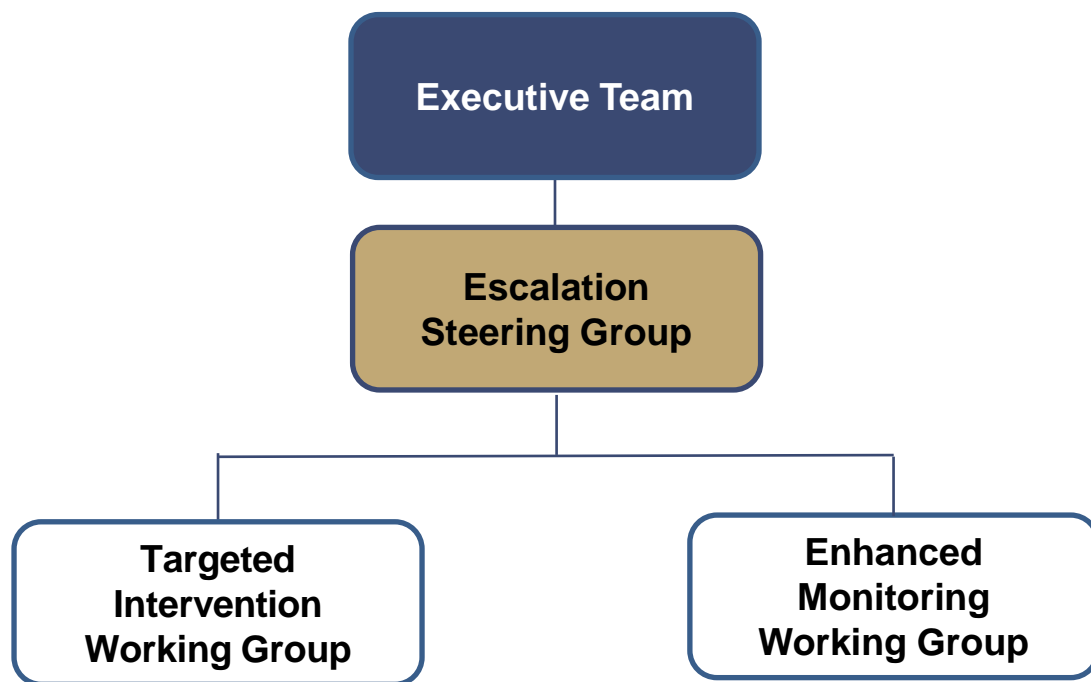 Executive Team
Escalation
Steering Group
Targeted
Intervention
Working Group
Enhanced
Monitoring
Working Group